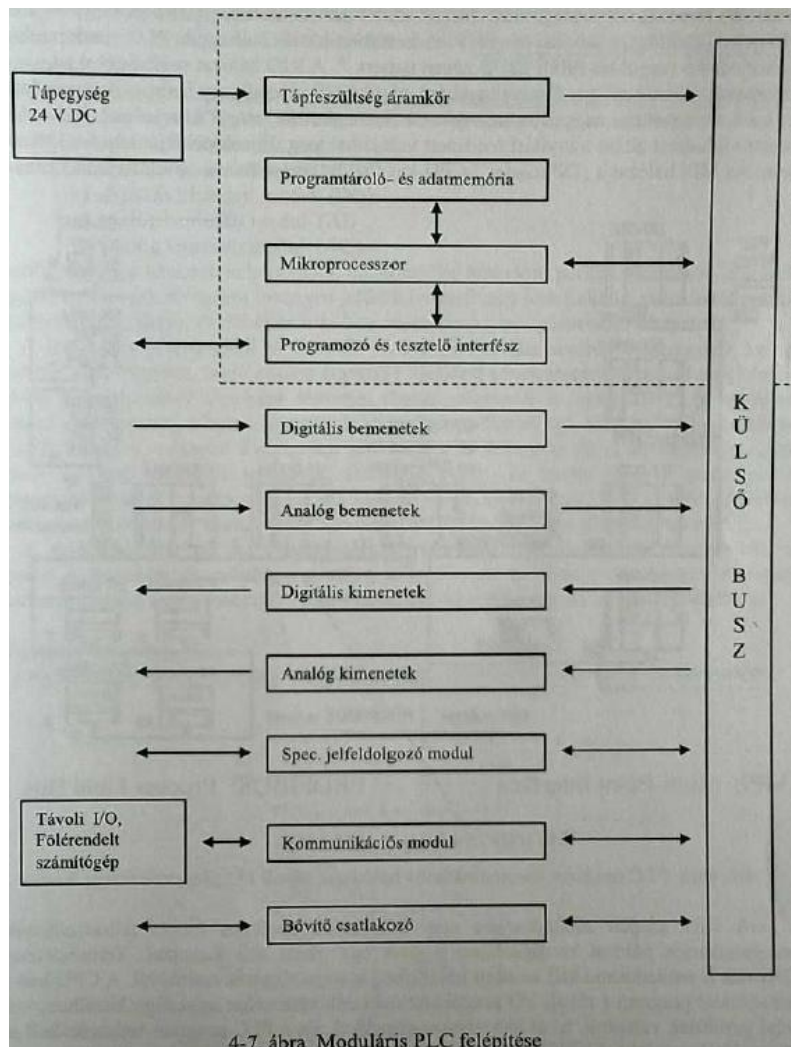 Tápegység
24 V DC
Tápfeszültség áramkör
Programtároló- és adatmemória
Mikroprocesszor
Programozó és tesztelő interfész
Digitális bemenetek
Analóg bemenetek
Digitális kimenetek
Analóg kimenetek
Spec. jelfeldolgozó modul
Távoli I/O,
Fölérendelt
számítógép
Kommunikációs modul
Bővítő csatlakozó
K
Ü
L
S
Ő
B
U
S
Z
4-7. ábra Moduláris PLC felépítése